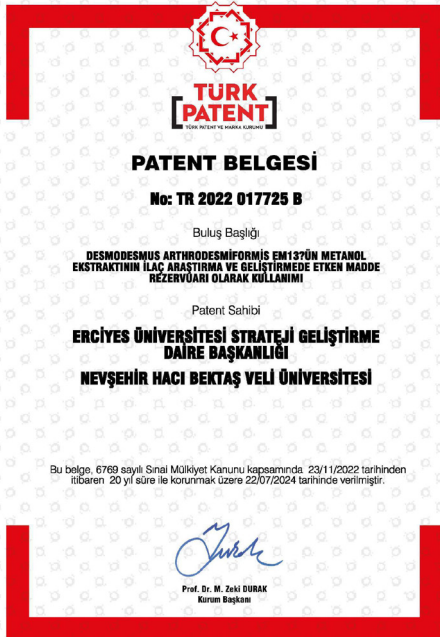 TÜRK
PATENT
TÜRK PATENT VE MARKA KURUMU
PATENT BELGESİ
No: TR 2022 017725 B
Buluş Başlığı
DESMODESMUS ARTHRODESMIFORMIS EM13?ÜN METANOL
EKSTRAKTININ İLAÇ ARAŞTIRMA VE GELİŞTİRMEDE ETKEN MADDE
REZERVUARI OLARAK KULLANIMI
Patent Sahibi
ERCİYES ÜNİVERSİTESİ STRATEJİ GELİŞTİRME
DAİRE BAŞKANLIĞI
NEVŞEHİR HACI BEKTAŞ VELİ ÜNİVERSİTESİ
Bu belge, 6769 sayılı Sınai Mülkiyet Kanunu kapsamında 23/11/2022 tarihinden
itibaren 20 yıl süre ile korunmak üzere 22/07/2024 tarihinde verilmiştir.
Prof. Dr. M. Zeki DURAK
Kurum Başkanı